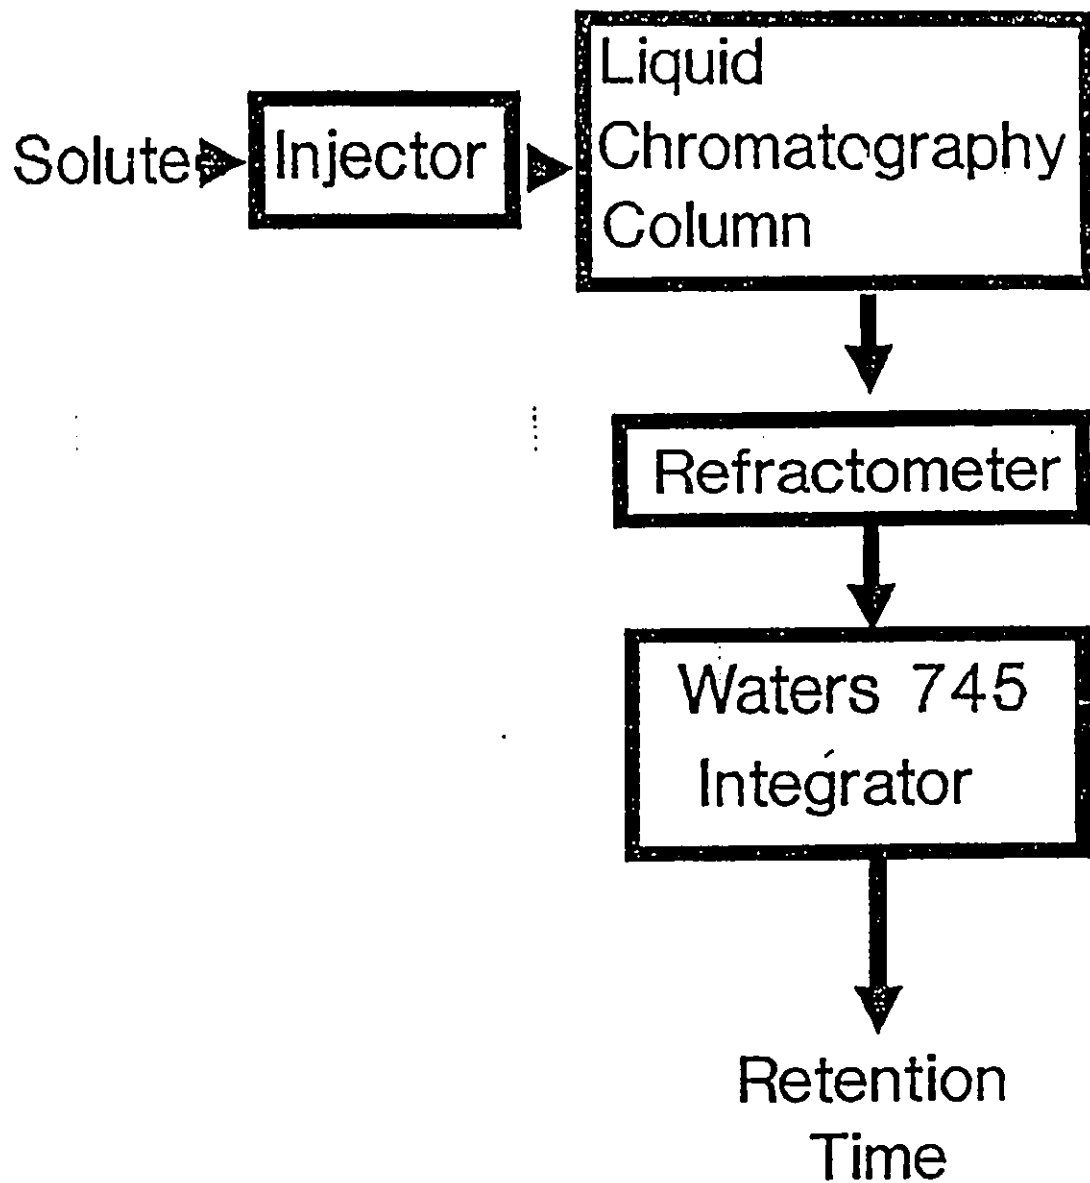 Solute
Injector
Liquid
Chromatography
Column
Refractometer
Waters 745
Integrator
Retention
Time